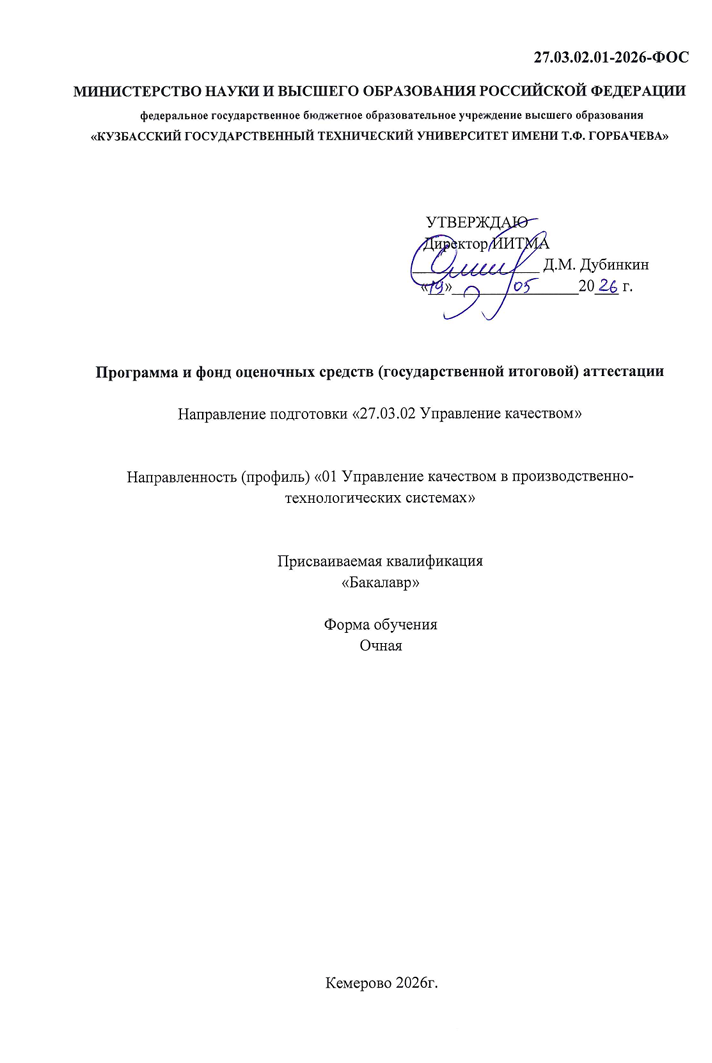 27.03.02.01-2026-ФОС
МИНИСТЕРСТВО НАУКИ И ВЫСШЕГО ОБРАЗОВАНИЯ РОССИЙСКОЙ ФЕДЕРАЦИИ
федеральное государственное бюджетное образовательное учреждение высшего образования
«КУЗБАССКИЙ ГОСУДАРСТВЕННЫЙ ТЕХНИЧЕСКИЙ УНИВЕРСИТЕТ ИМЕНИ Т.Ф. ГОРБАЧЕВА»
УТВЕРЖДАЮ
Директор ИИТМА
Д.М. Дубинкин
«19» 05 2026 г.
Программа и фонд оценочных средств (государственной итоговой) аттестации
Направление подготовки «27.03.02 Управление качеством»
Направленность (профиль) «01 Управление качеством в производственно-
технологических системах»
Присваиваемая квалификация
«Бакалавр»
Форма обучения
Очная
Кемерово 2026г.